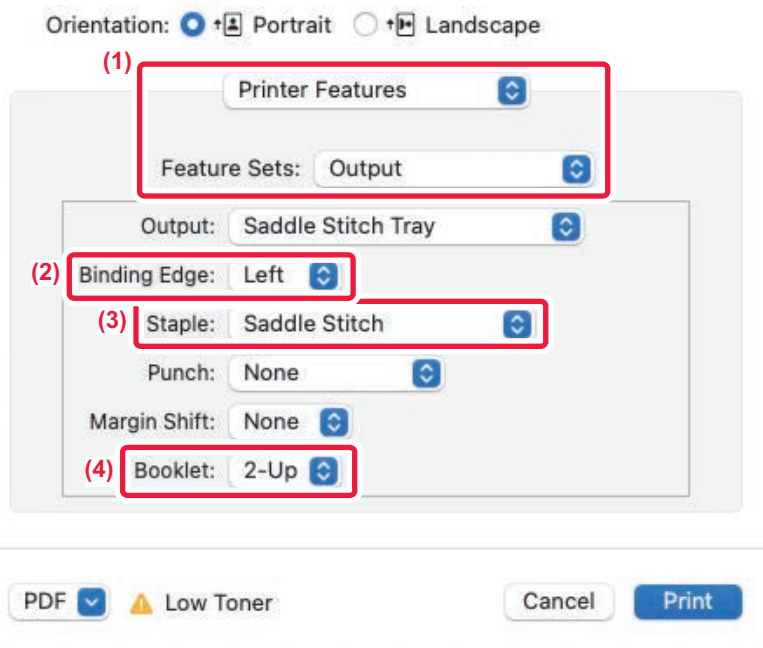 Orientation: Portrait Landscape
(1)
Printer Features
Feature Sets: Output
Output: Saddle Stitch Tray
(2) Binding Edge: Left
(3) Staple: Saddle Stitch
Punch: None
Margin Shift: None
(4) Booklet: 2-Up
PDF Low Toner Cancel Print